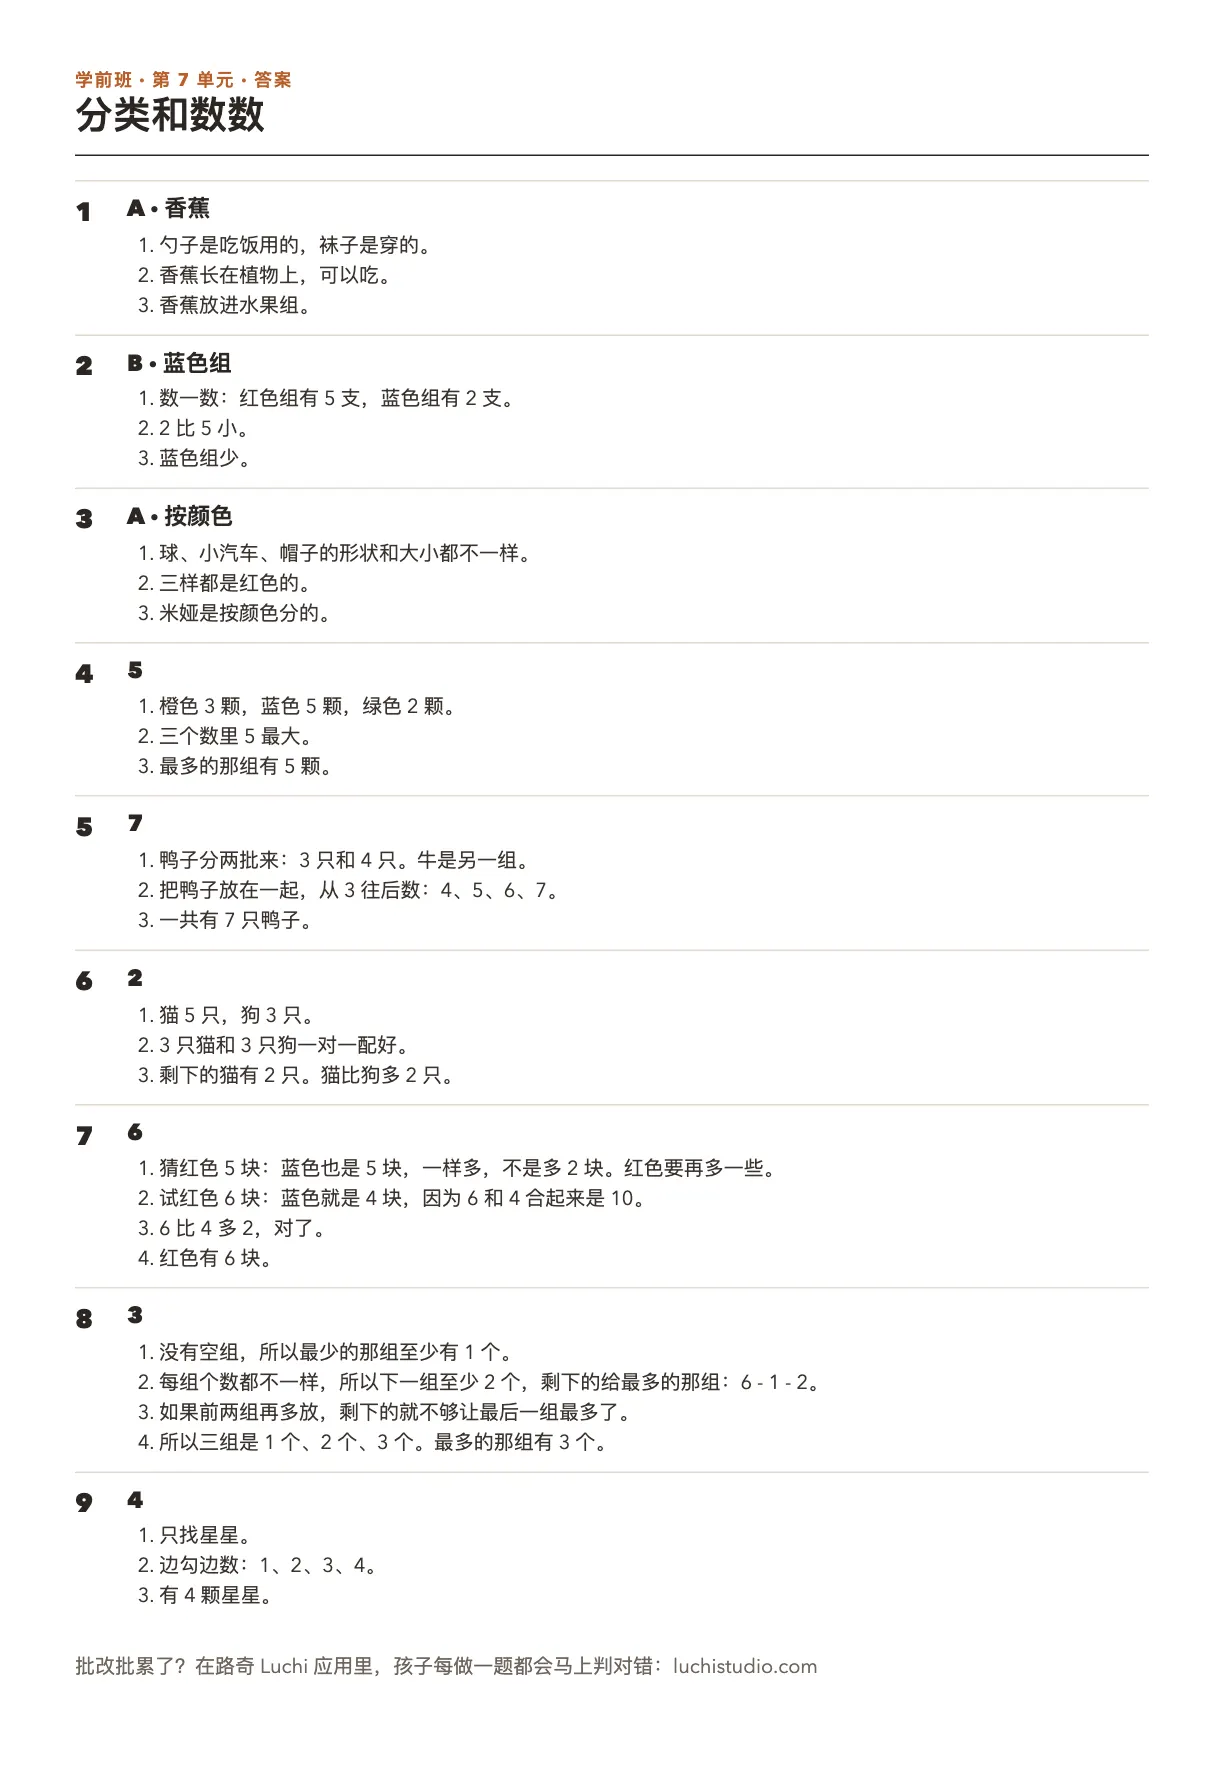 学前班 · 第 7 单元 · 答案
分类和数数
1 A · 香蕉
1. 勺子是吃饭用的，袜子是穿的。
2. 香蕉长在植物上，可以吃。
3. 香蕉放进水果组。
2 B · 蓝色组
1. 数一数：红色组有 5 支，蓝色组有 2 支。
2. 2 比 5 小。
3. 蓝色组少。
3 A · 按颜色
1. 球、小汽车、帽子的形状和大小都不一样。
2. 三样都是红色的。
3. 米娅是按颜色分的。
4 5
1. 橙色 3 颗，蓝色 5 颗，绿色 2 颗。
2. 三个数里 5 最大。
3. 最多的那组有 5 颗。
5 7
1. 鸭子分两批来：3 只和 4 只。牛是另一组。
2. 把鸭子放在一起，从 3 往后数：4、5、6、7。
3. 一共有 7 只鸭子。
6 2
1. 猫 5 只，狗 3 只。
2. 3 只猫和 3 只狗一对一配好。
3. 剩下的猫有 2 只。猫比狗多 2 只。
7 6
1. 猜红色 5 块：蓝色也是 5 块，一样多，不是多 2 块。红色要再多一些。
2. 试红色 6 块：蓝色就是 4 块，因为 6 和 4 合起来是 10。
3. 6 比 4 多 2，对了。
4. 红色有 6 块。
8 3
1. 没有空组，所以最少的那组至少有 1 个。
2. 每组个数都不一样，所以下一组至少 2 个，剩下的给最多的那组：6 - 1 - 2。
3. 如果前两组再多放，剩下的就不够让最后一组最多了。
4. 所以三组是 1 个、2 个、3 个。最多的那组有 3 个。
9 4
1. 只找星星。
2. 边勾边数：1、2、3、4。
3. 有 4 颗星星。
批改批累了？在路奇 Luchi 应用里，孩子每做一题都会马上判对错：luchistudio.com